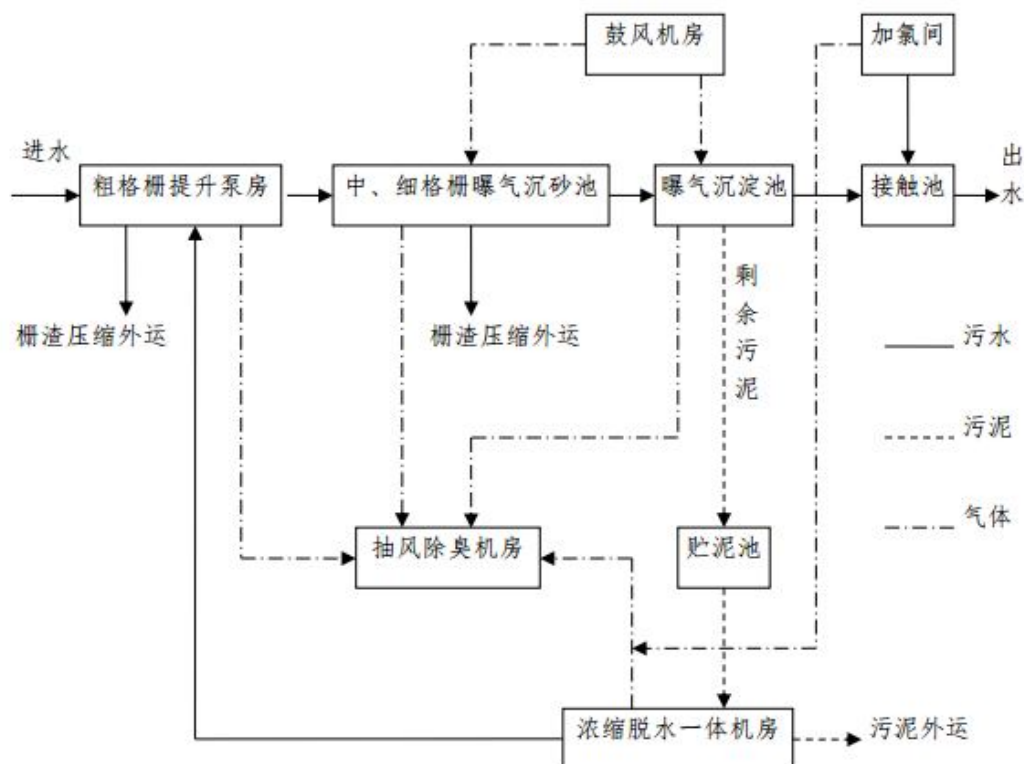 鼓风机房
加氯间
进水
粗格栅提升泵房
中、细格栅曝气沉砂池
曝气沉淀池
接触池
出水
栅渣压缩外运
栅渣压缩外运
剩余污泥
污水
污泥
气体
抽风除臭机房
贮泥池
浓缩脱水一体机房
污泥外运